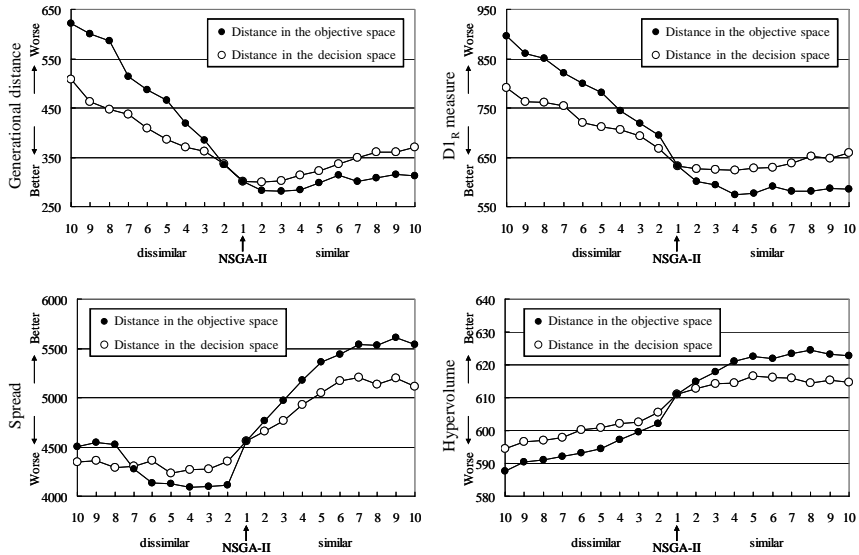 Generational distance
Better
Worse
650
550
450
350
250
Distance in the objective space
Distance in the decision space
10 9 8 7 6 5 4 3 2 1 2 3 4 5 6 7 8 9 10
dissimilar
similar
NSGA-II
D1R measure
Better
Worse
950
850
750
650
550
Distance in the objective space
Distance in the decision space
10 9 8 7 6 5 4 3 2 1 2 3 4 5 6 7 8 9 10
dissimilar
similar
NSGA-II
Spread
Worse
Better
6000
5500
5000
4500
4000
Distance in the objective space
Distance in the decision space
10 9 8 7 6 5 4 3 2 1 2 3 4 5 6 7 8 9 10
dissimilar
similar
NSGA-II
Hypervolume
Worse
Better
640
630
620
610
600
590
580
Distance in the objective space
Distance in the decision space
10 9 8 7 6 5 4 3 2 1 2 3 4 5 6 7 8 9 10
dissimilar
similar
NSGA-II